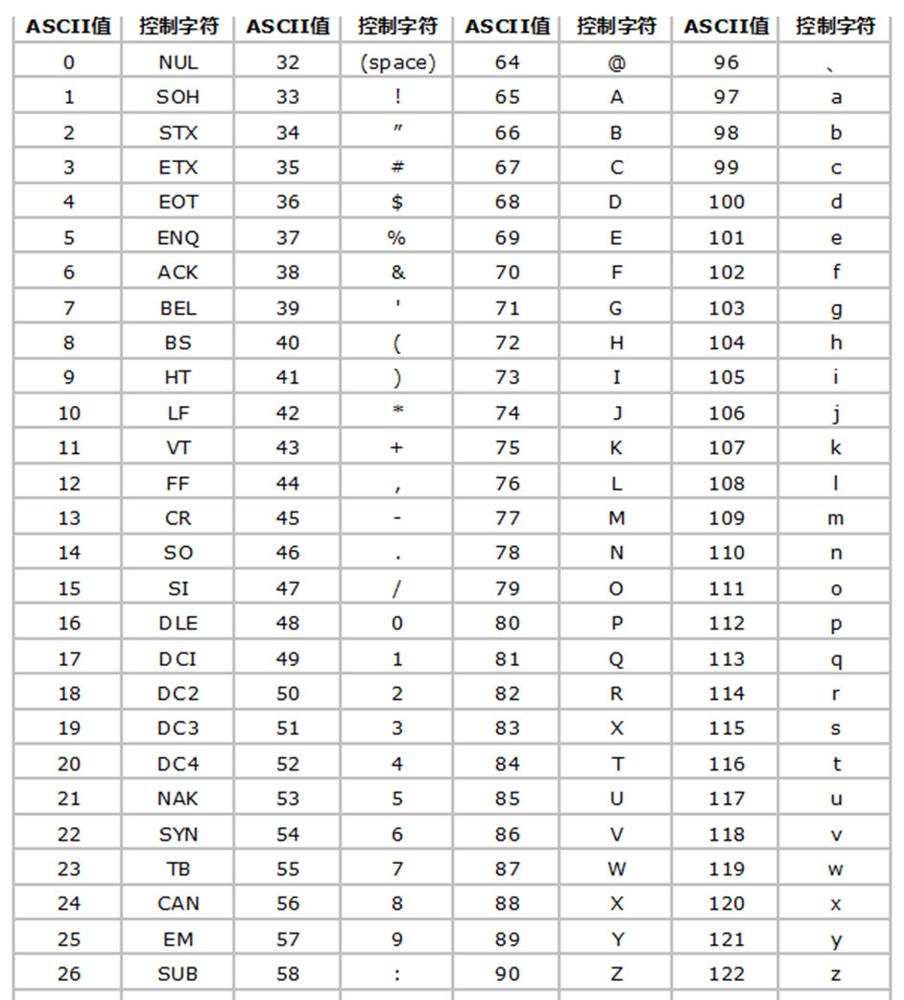 ASCII值 控制字符 ASCII值 控制字符 ASCII值 控制字符 ASCII值 控制字符
0 NUL 32 (space) 64 @ 96 、
1 SOH 33 ! 65 A 97 a
2 STX 34 " 66 B 98 b
3 ETX 35 # 67 C 99 c
4 EOT 36 $ 68 D 100 d
5 ENQ 37 % 69 E 101 e
6 ACK 38 & 70 F 102 f
7 BEL 39 ' 71 G 103 g
8 BS 40 ( 72 H 104 h
9 HT 41 ) 73 I 105 i
10 LF 42 * 74 J 106 j
11 VT 43 + 75 K 107 k
12 FF 44 , 76 L 108 l
13 CR 45 - 77 M 109 m
14 SO 46 . 78 N 110 n
15 SI 47 / 79 O 111 o
16 DLE 48 0 80 P 112 p
17 DCI 49 1 81 Q 113 q
18 DC2 50 2 82 R 114 r
19 DC3 51 3 83 X 115 s
20 DC4 52 4 84 T 116 t
21 NAK 53 5 85 U 117 u
22 SYN 54 6 86 V 118 v
23 TB 55 7 87 W 119 w
24 CAN 56 8 88 X 120 x
25 EM 57 9 89 Y 121 y
26 SUB 58 : 90 Z 122 z